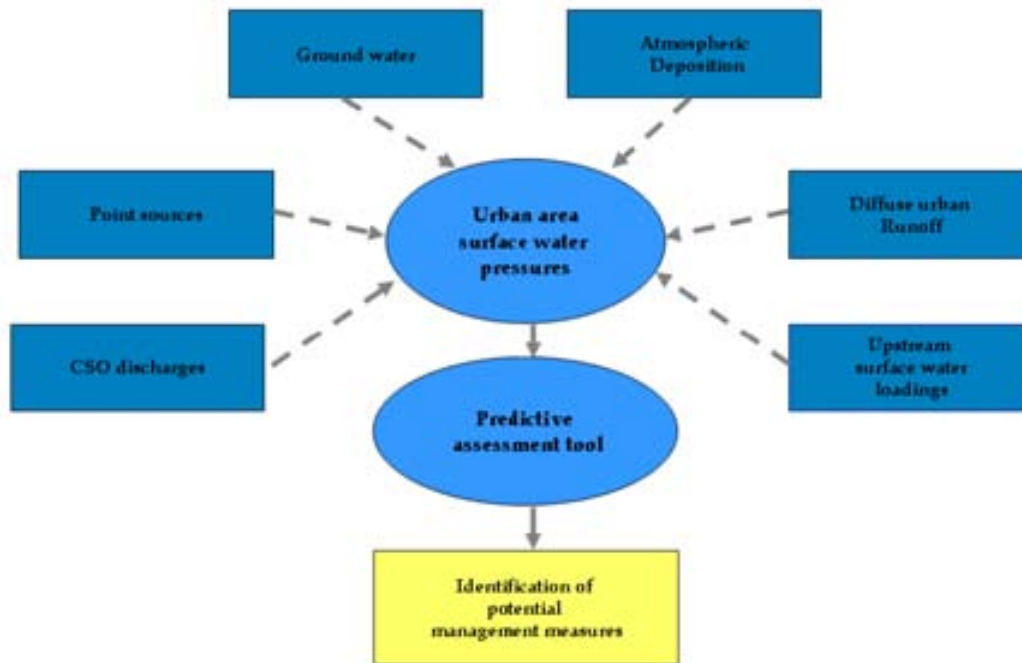 Ground water
Atmospheric
Deposition
Point sources
Urban area
surface water
pressures
Diffuse urban
Runoff
CSO discharges
Upstream
surface water
loadings
Predictive
assessment tool
Identification of
potential
management measures